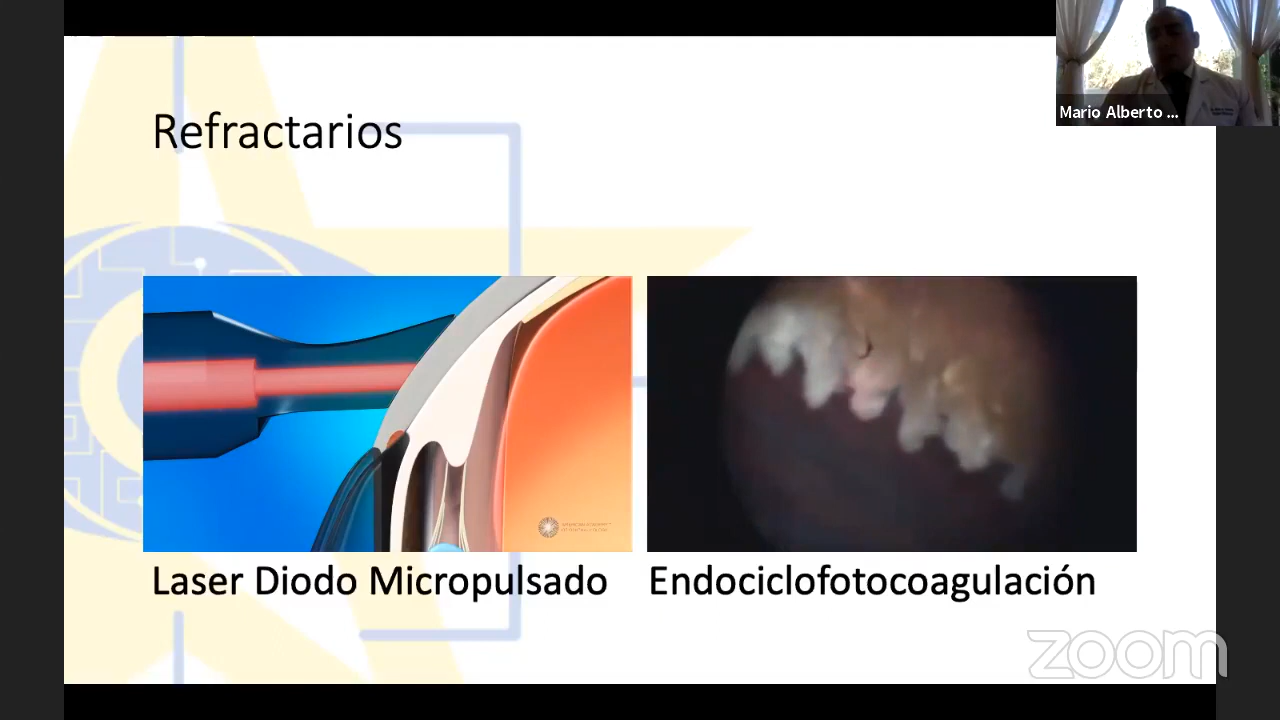 Mario Alberto ...
Refractarios
Laser Diodo Micropulsado
Endociclofotocoagulación
zoom